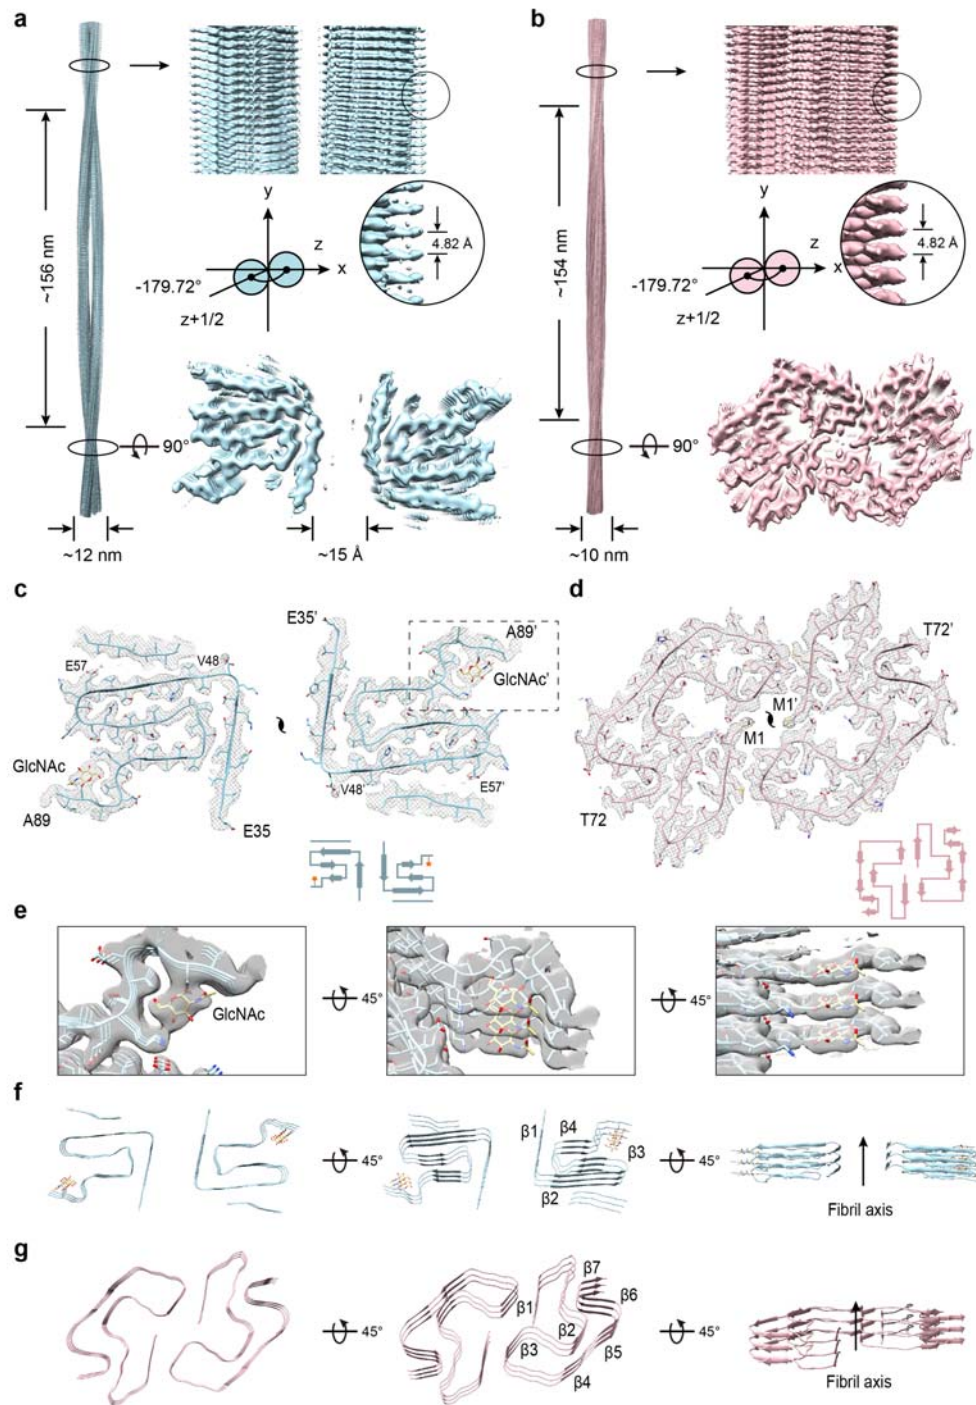 a
~156 nm
y
z
x
-179.72°
z+1/2
4.82 Å
90°
~12 nm
~15 Å
b
~154 nm
y
z
x
-179.72°
z+1/2
4.82 Å
90°
~10 nm
c
E35'
A89'
GlcNAc'
E57
V48
GlcNAc
A89
E35
V48'
E57'
d
T72'
M1'
M1
T72
e
GlcNAc
45°
45°
f
45°
β1
β4
β3
β2
45°
Fibril axis
g
45°
β7
β6
β1
β2
β3
β5
β4
45°
Fibril axis